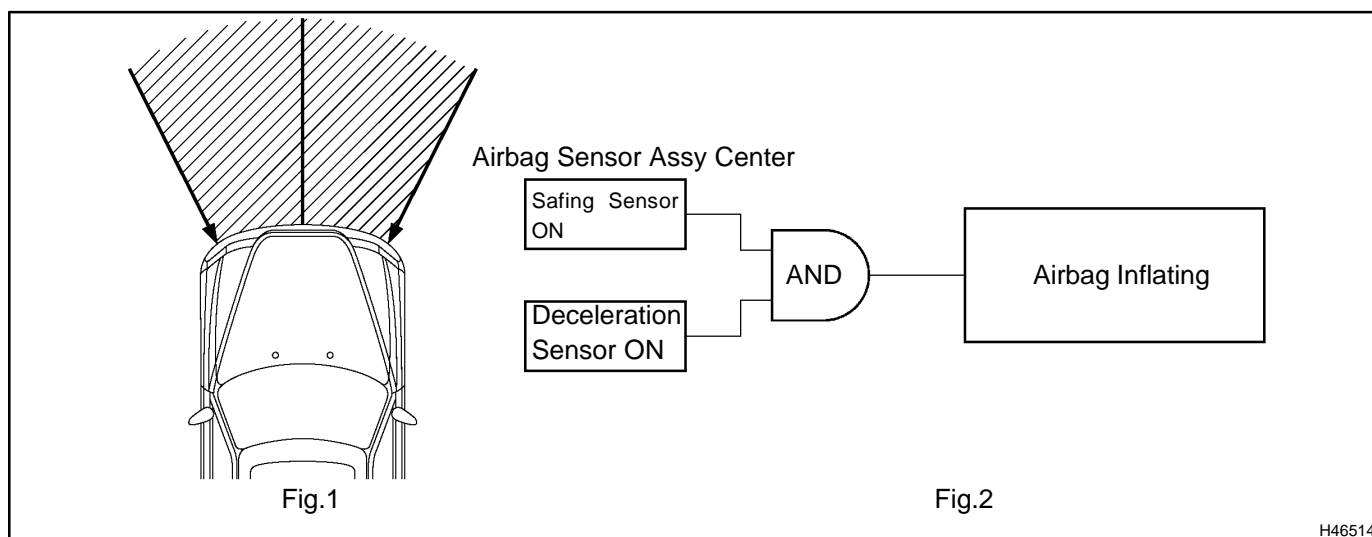 Airbag Sensor Assy Center
Safing Sensor
ON
Deceleration
Sensor ON
AND
Airbag Inflating
Fig.1
Fig.2
H46514